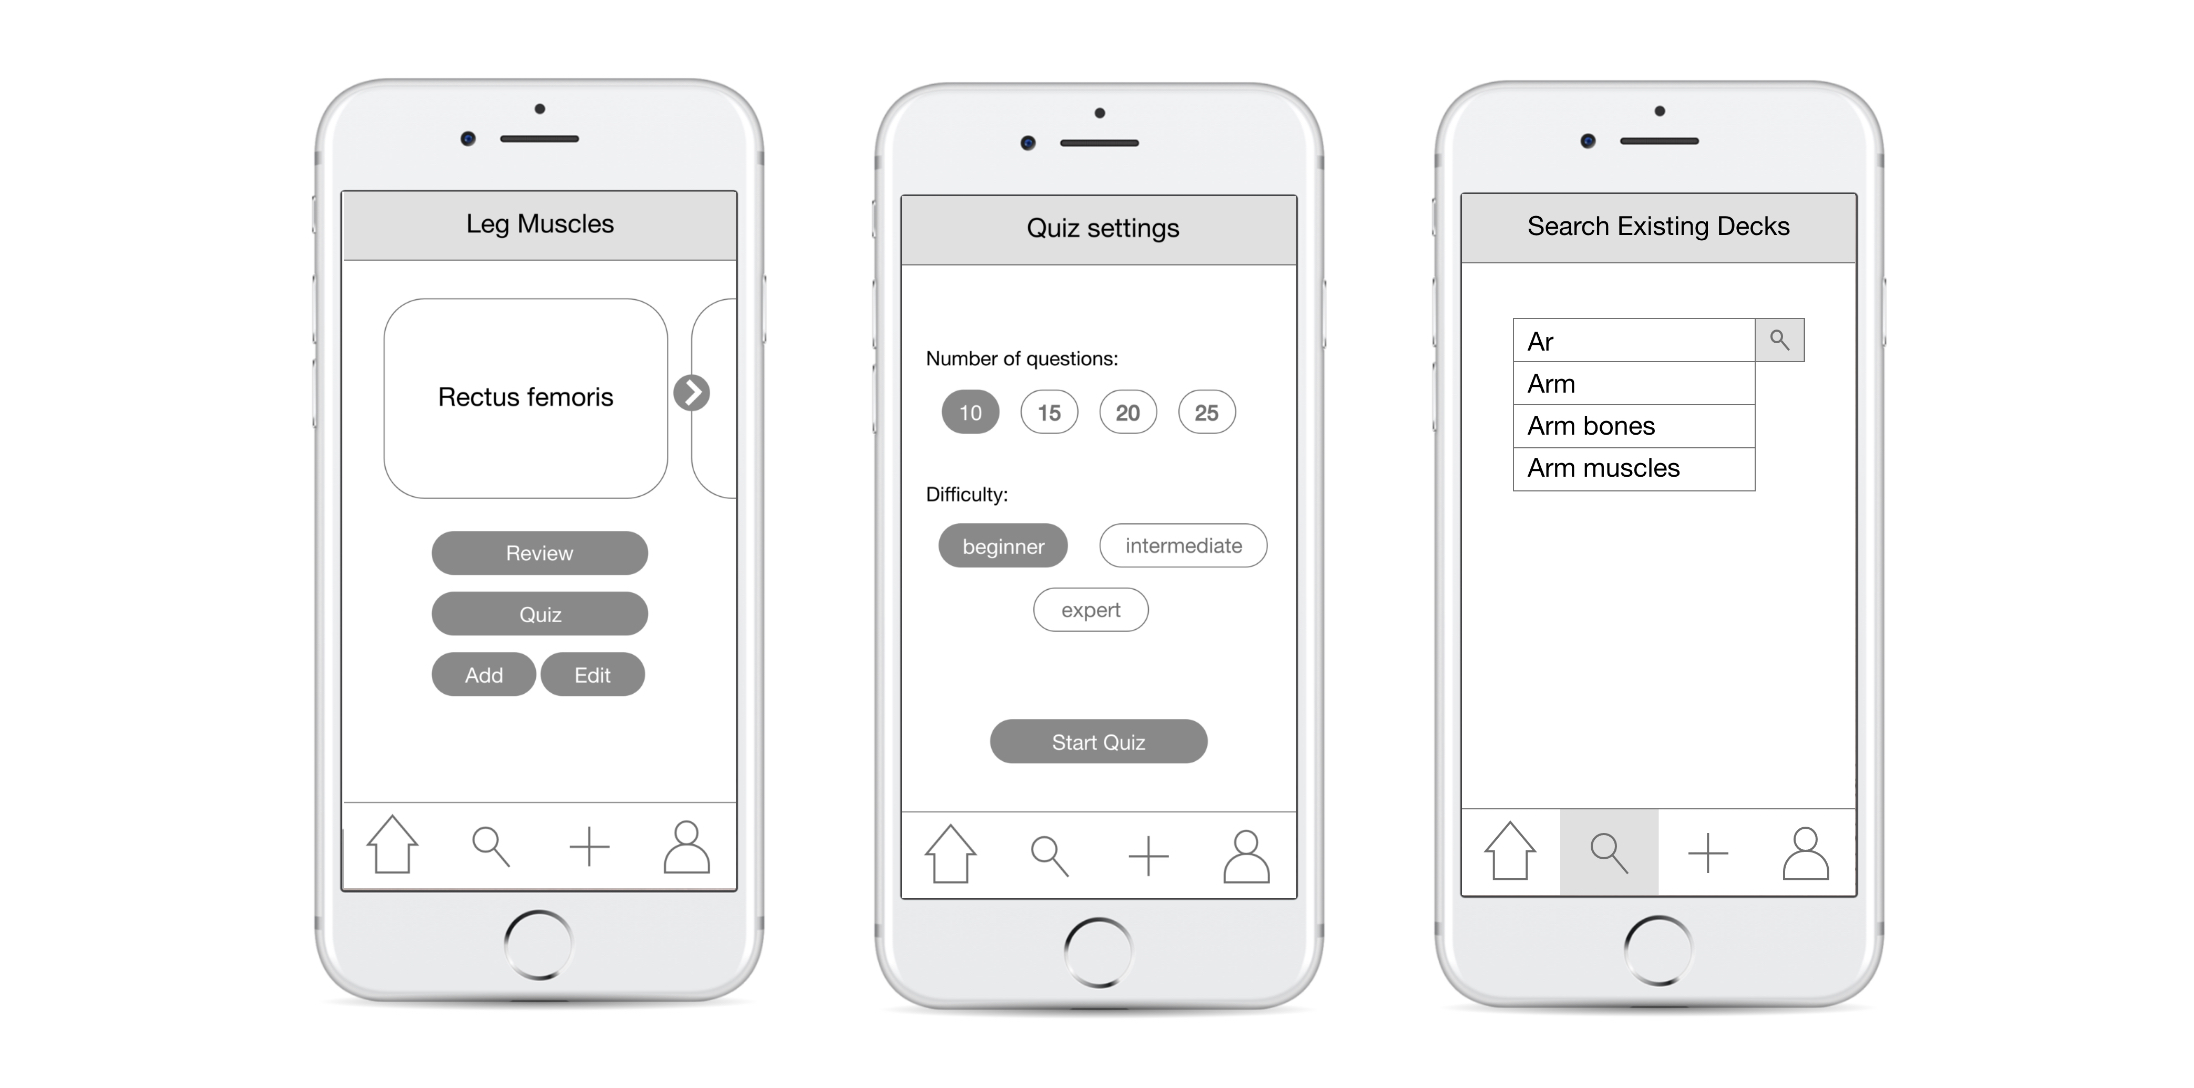 Leg Muscles
Rectus femoris
Review
Quiz
Add Edit
Quiz settings
Number of questions:
10 15 20 25
Difficulty:
beginner intermediate
expert
Start Quiz
Search Existing Decks
Ar
Arm
Arm bones
Arm muscles